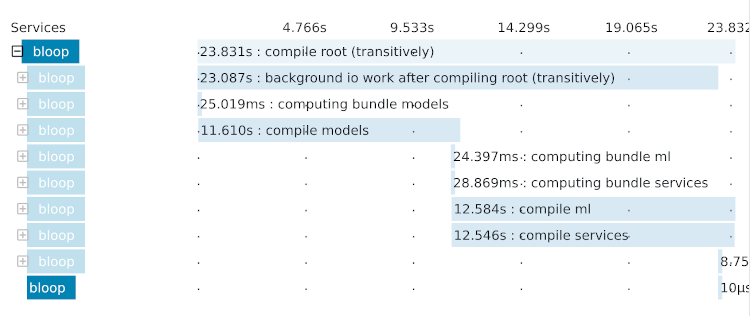 Services 4.766s 9.533s 14.299s 19.065s 23.832
bloop 23.831s : compile root (transitively)
bloop 23.087s : background io work after compiling root (transitively)
bloop 25.019ms : computing bundle models
bloop 11.610s : compile models
bloop 24.397ms : computing bundle ml
bloop 28.869ms : computing bundle services
bloop 12.584s : compile ml
bloop 12.546s : compile services
bloop 8.75
bloop 10μs